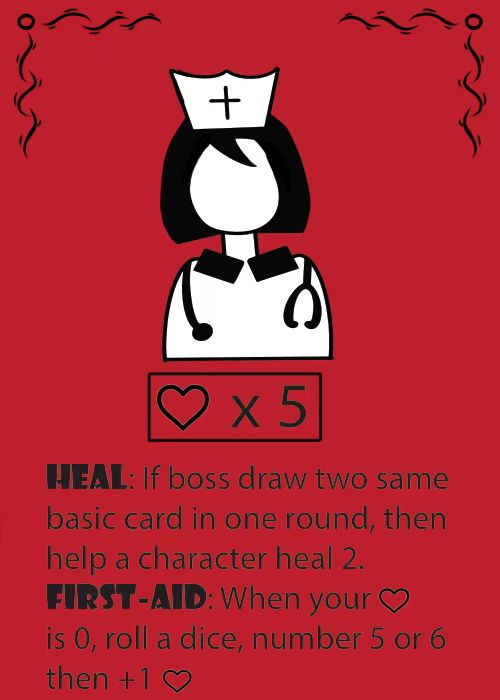 ♡ x 5
HEAL: If boss draw two same
basic card in one round, then
help a character heal 2.
FIRST-AID: When your ♡
is 0, roll a dice, number 5 or 6
then +1 ♡